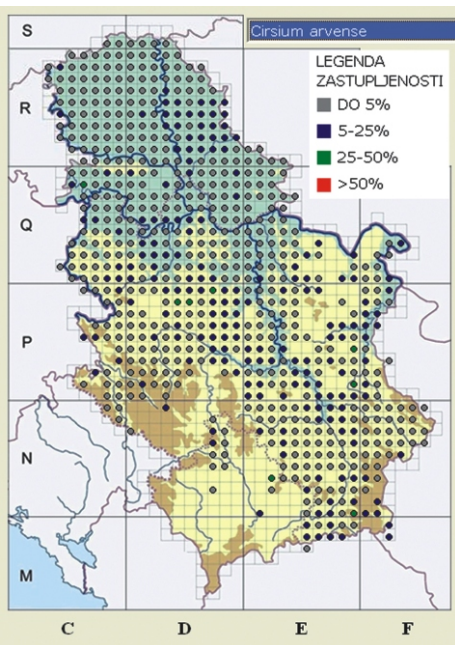 Cirsium arvense
LEGENDA
ZASTUPLJENOSTI
DO 5%
5-25%
25-50%
>50%
S
R
Q
P
N
M
C D E F